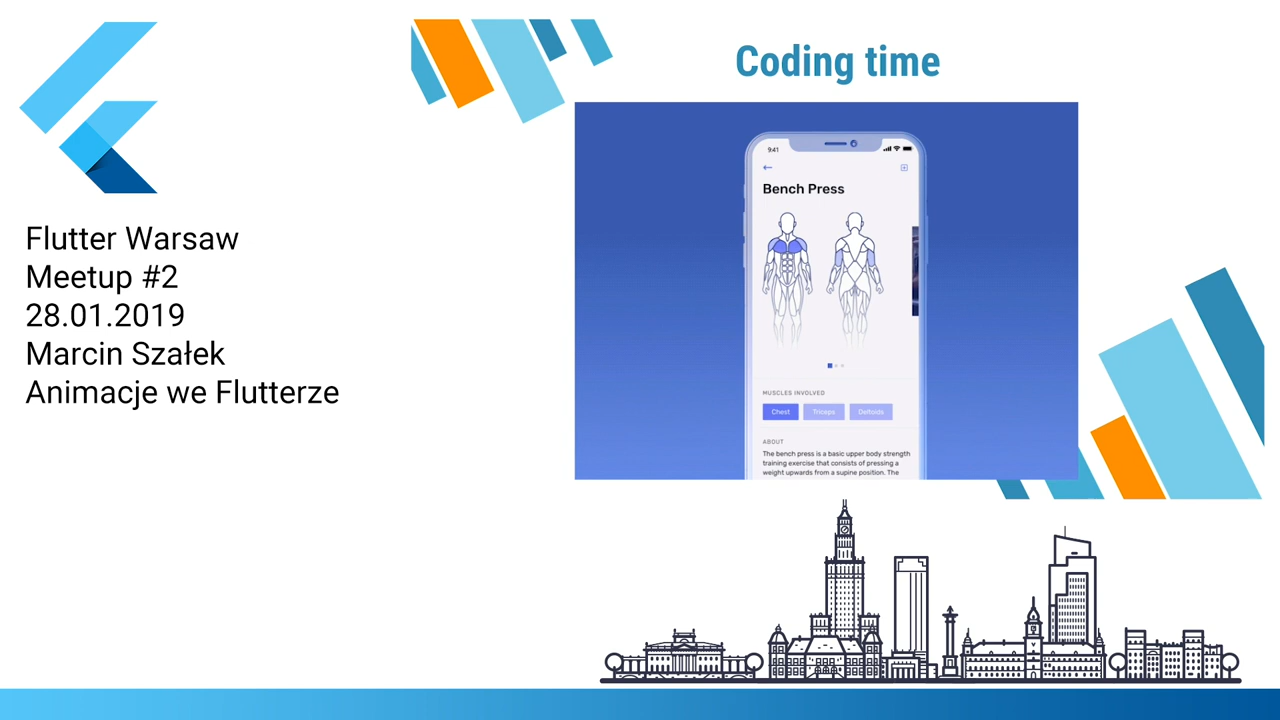 Flutter Warsaw
Meetup #2
28.01.2019
Marcin Szałek
Animacje we Flutterze
Coding time
9:41
Bench Press
MUSCLES INVOLVED
Chest Triceps Deltoids
ABOUT
The bench press is a basic upper body strength
training exercise that consists of pressing a
weight upwards from a supine position. The